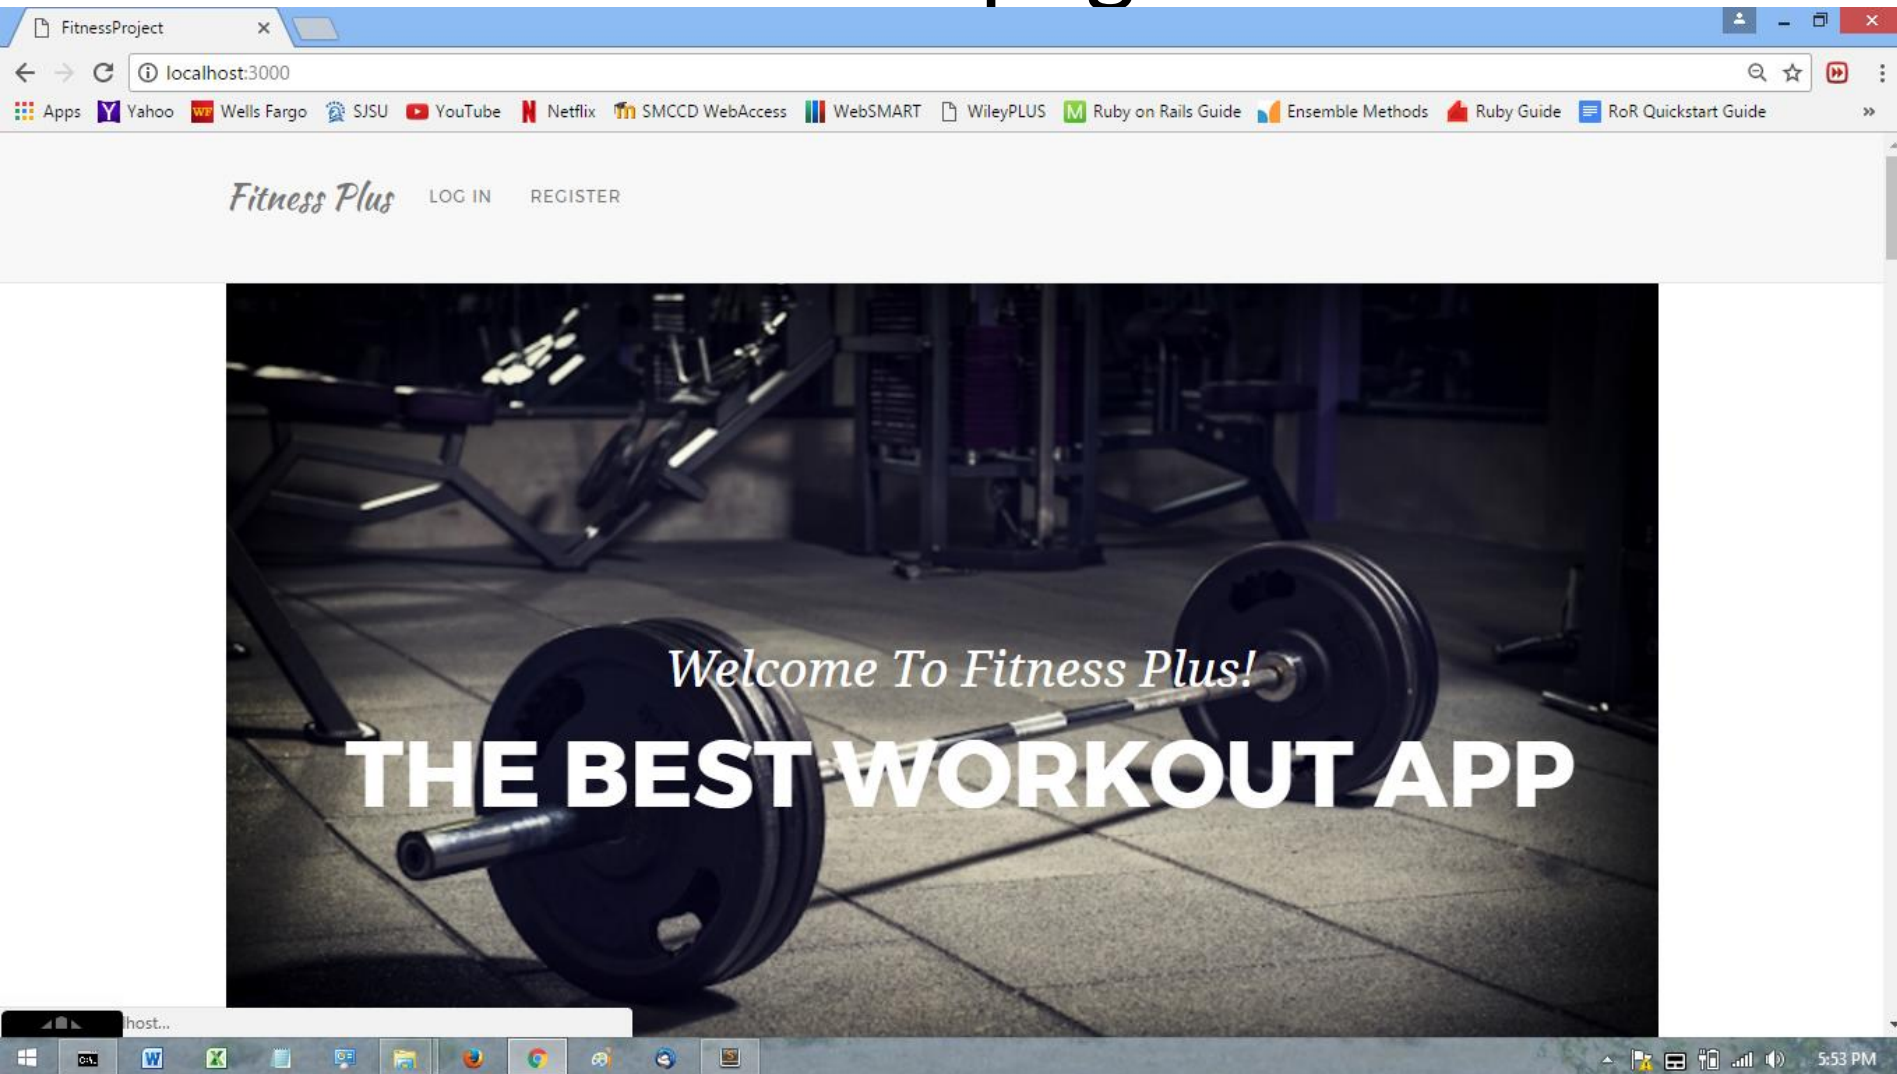 FitnessProject
localhost:3000
Apps Yahoo Wells Fargo SJSU YouTube Netflix SMCCD WebAccess WebSMART WileyPLUS Ruby on Rails Guide Ensemble Methods Ruby Guide RoR Quickstart Guide »
Fitness Plus LOG IN REGISTER
Welcome To Fitness Plus!
THE BEST WORKOUT APP
lhost...
5:53 PM